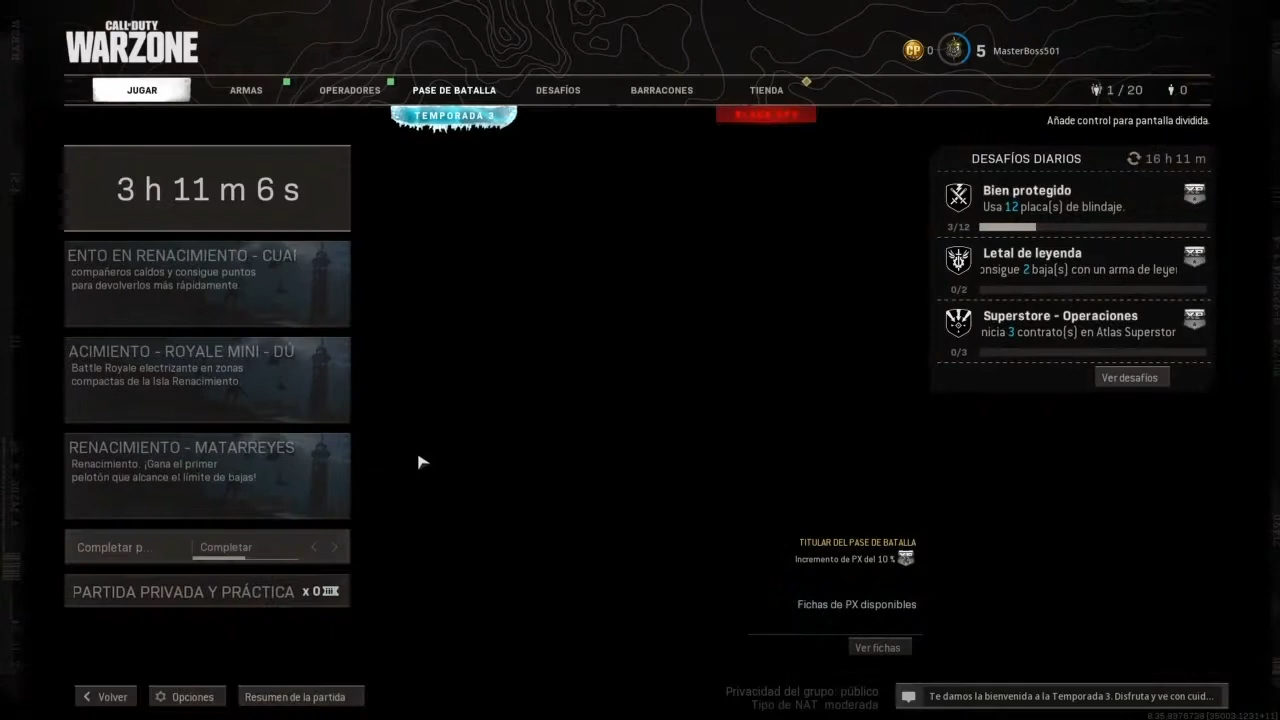 CALL OF DUTY
WARZONE
CP 0
5 MasterBoss501
JUGAR
ARMAS
OPERADORES
PASE DE BATALLA
DESAFÍOS
BARRACONES
TIENDA
1 / 20
0
TEMPORADA 3
Añade control para pantalla dividida.
3 h 11 m 6 s
ENTO EN RENACIMIENTO - CUAI
compañeros caídos y consigue puntos
para devolverlos más rápidamente.
ACIMIENTO - ROYALE MINI - DÚ
Battle Royale electrizante en zonas
compactas de la Isla Renacimiento.
RENACIMIENTO - MATARREYES
Renacimiento. ¡Gana el primer
pelotón que alcance el límite de bajas!
Completar p...
Completar
PARTIDA PRIVADA Y PRÁCTICA x 0
DESAFÍOS DIARIOS
16 h 11 m
Bien protegido
XP
Usa 12 placa(s) de blindaje.
3/12
Letal de leyenda
XP
onsigue 2 baja(s) con un arma de leyen
0/2
Superstore - Operaciones
XP
nicia 3 contrato(s) en Atlas Superstor
0/3
Ver desafíos
TITULAR DEL PASE DE BATALLA
Incremento de PX del 10 %
Fichas de PX disponibles
Ver fichas
Volver
Opciones
Resumen de la partida
Privacidad del grupo: público
Tipo de NAT moderada
Te damos la bienvenida a la Temporada 3. Disfruta y ve con cuid...